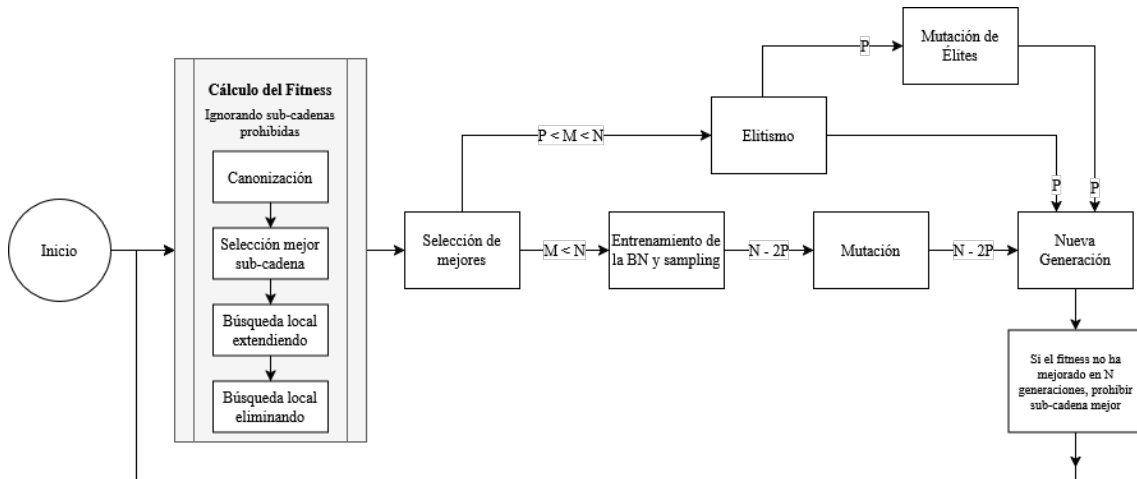 Inicio
Cálculo del Fitness
Ignorando sub-cadenas
prohibidas
Canonización
Selección mejor
sub-cadena
Búsqueda local
extendiendo
Búsqueda local
eliminando
Selección de
mejores
P < M < N
Elitismo
P
Mutación de
Élites
P
P
M < N
Entrenamiento de
la BN y sampling
N - 2P
Mutación
N - 2P
Nueva
Generación
Si el fitness no ha
mejorado en N
generaciones, prohibir
sub-cadena mejor